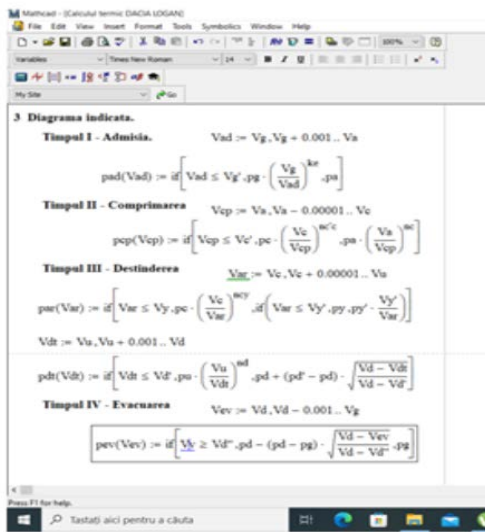 Mathcad - [Calculul termic DACIA LOGAN]
File Edit View Insert Format Tools Symbolics Window Help
Variables Times New Roman 14 B I U
My Site Go
3 Diagrama indicata.
Timpul I - Admisia. Vad := Vg , Vg + 0.001 .. Va
pad(Vad) := if[Vad ≤ Vg' , pg · (Vg/Vad)^ke , pa]
Timpul II - Comprimarea Vcp := Va , Va − 0.00001 .. Vc
pcp(Vcp) := if[Vcp ≤ Vc' , pc · (Vc/Vcp)^nc'c , pa · (Va/Vcp)^nc]
Timpul III - Destinderea Var := Vc , Vc + 0.00001 .. Vu
par(Var) := if[Var ≤ Vy , pc · (Vc/Var)^ncy , if(Var ≤ Vy' , py , py' · Vy'/Var)]
Vdt := Vu , Vu + 0.001 .. Vd
pdt(Vdt) := if[Vdt ≤ Vd' , pu · (Vu/Vdt)^nd , pd + (pd' − pd) · √((Vd − Vdt)/(Vd − Vd'))]
Timpul IV - Evacuarea Vev := Vd , Vd − 0.001 .. Vg
pev(Vev) := if[Vv ≥ Vd'' , pd − (pd − pg) · √((Vd − Vev)/(Vd − Vd'')) , pg]
Press F1 for help.
Tastați aici pentru a căuta